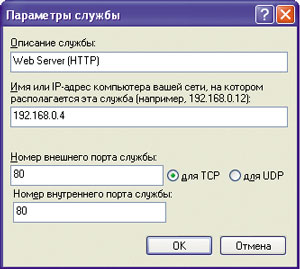 Параметры службы
Описание службы:
Web Server (HTTP)
Имя или IP-адрес компьютера вашей сети, на котором
располагается эта служба (например, 192.168.0.12):
192.168.0.4
Номер внешнего порта службы:
80
для TCP
для UDP
Номер внутреннего порта службы:
80
OK
Отмена